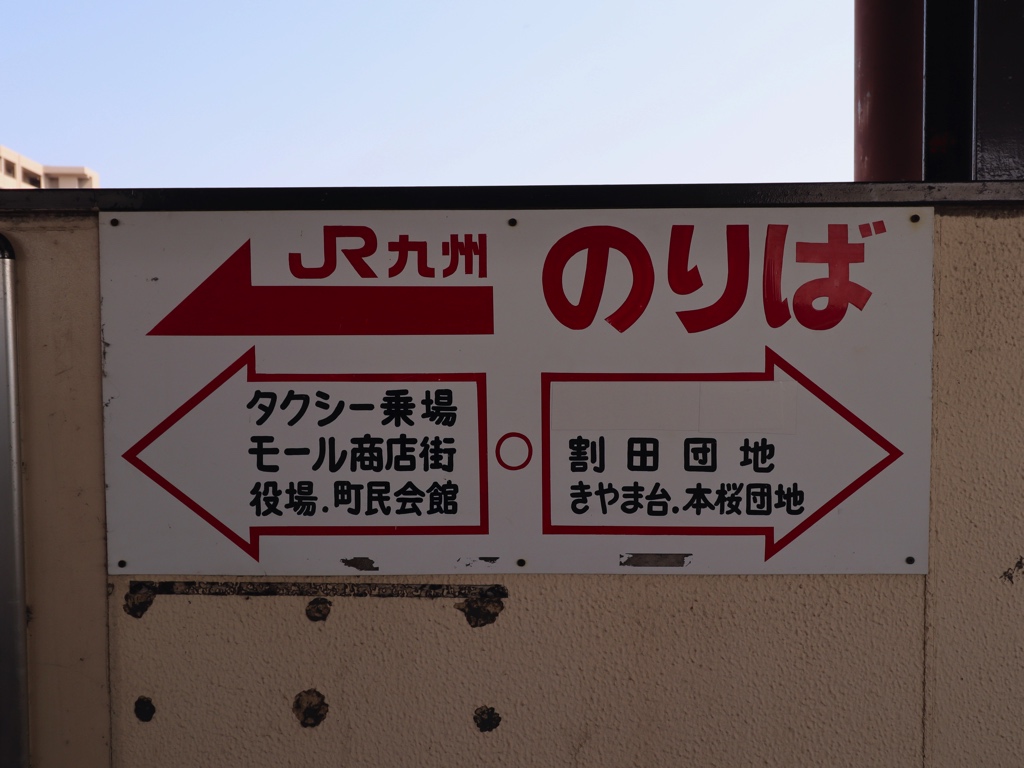 JR九州 のりば
タクシー乗場
モール商店街
役場.町民会館
割田団地
きやま台.本桜団地